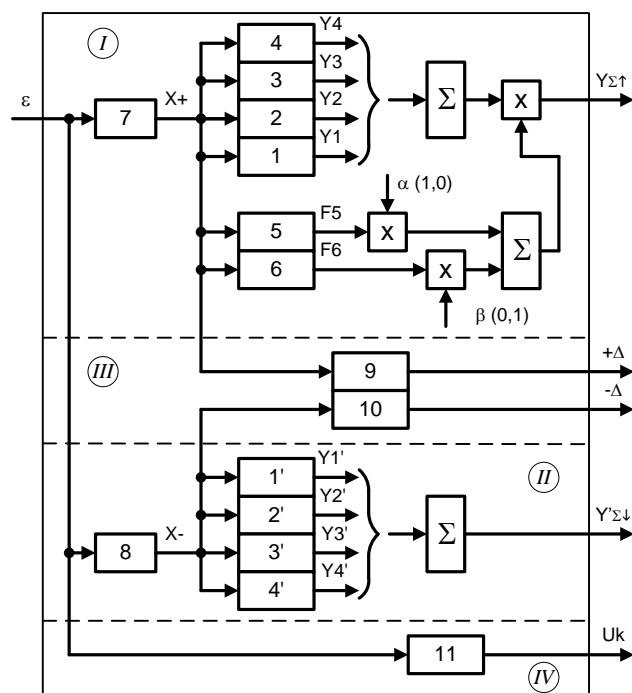 I
4
Y4
3
Y3
2
Y2
1
Y1
Σ
x
YΣ↑
ε
7
X+
α (1,0)
5
F5
x
6
F6
x
Σ
β (0,1)
III
9
+Δ
10
-Δ
II
1'
Y1'
2'
Y2'
3'
Y3'
4'
Y4'
8
X-
Σ
Y'Σ↓
11
Uk
IV